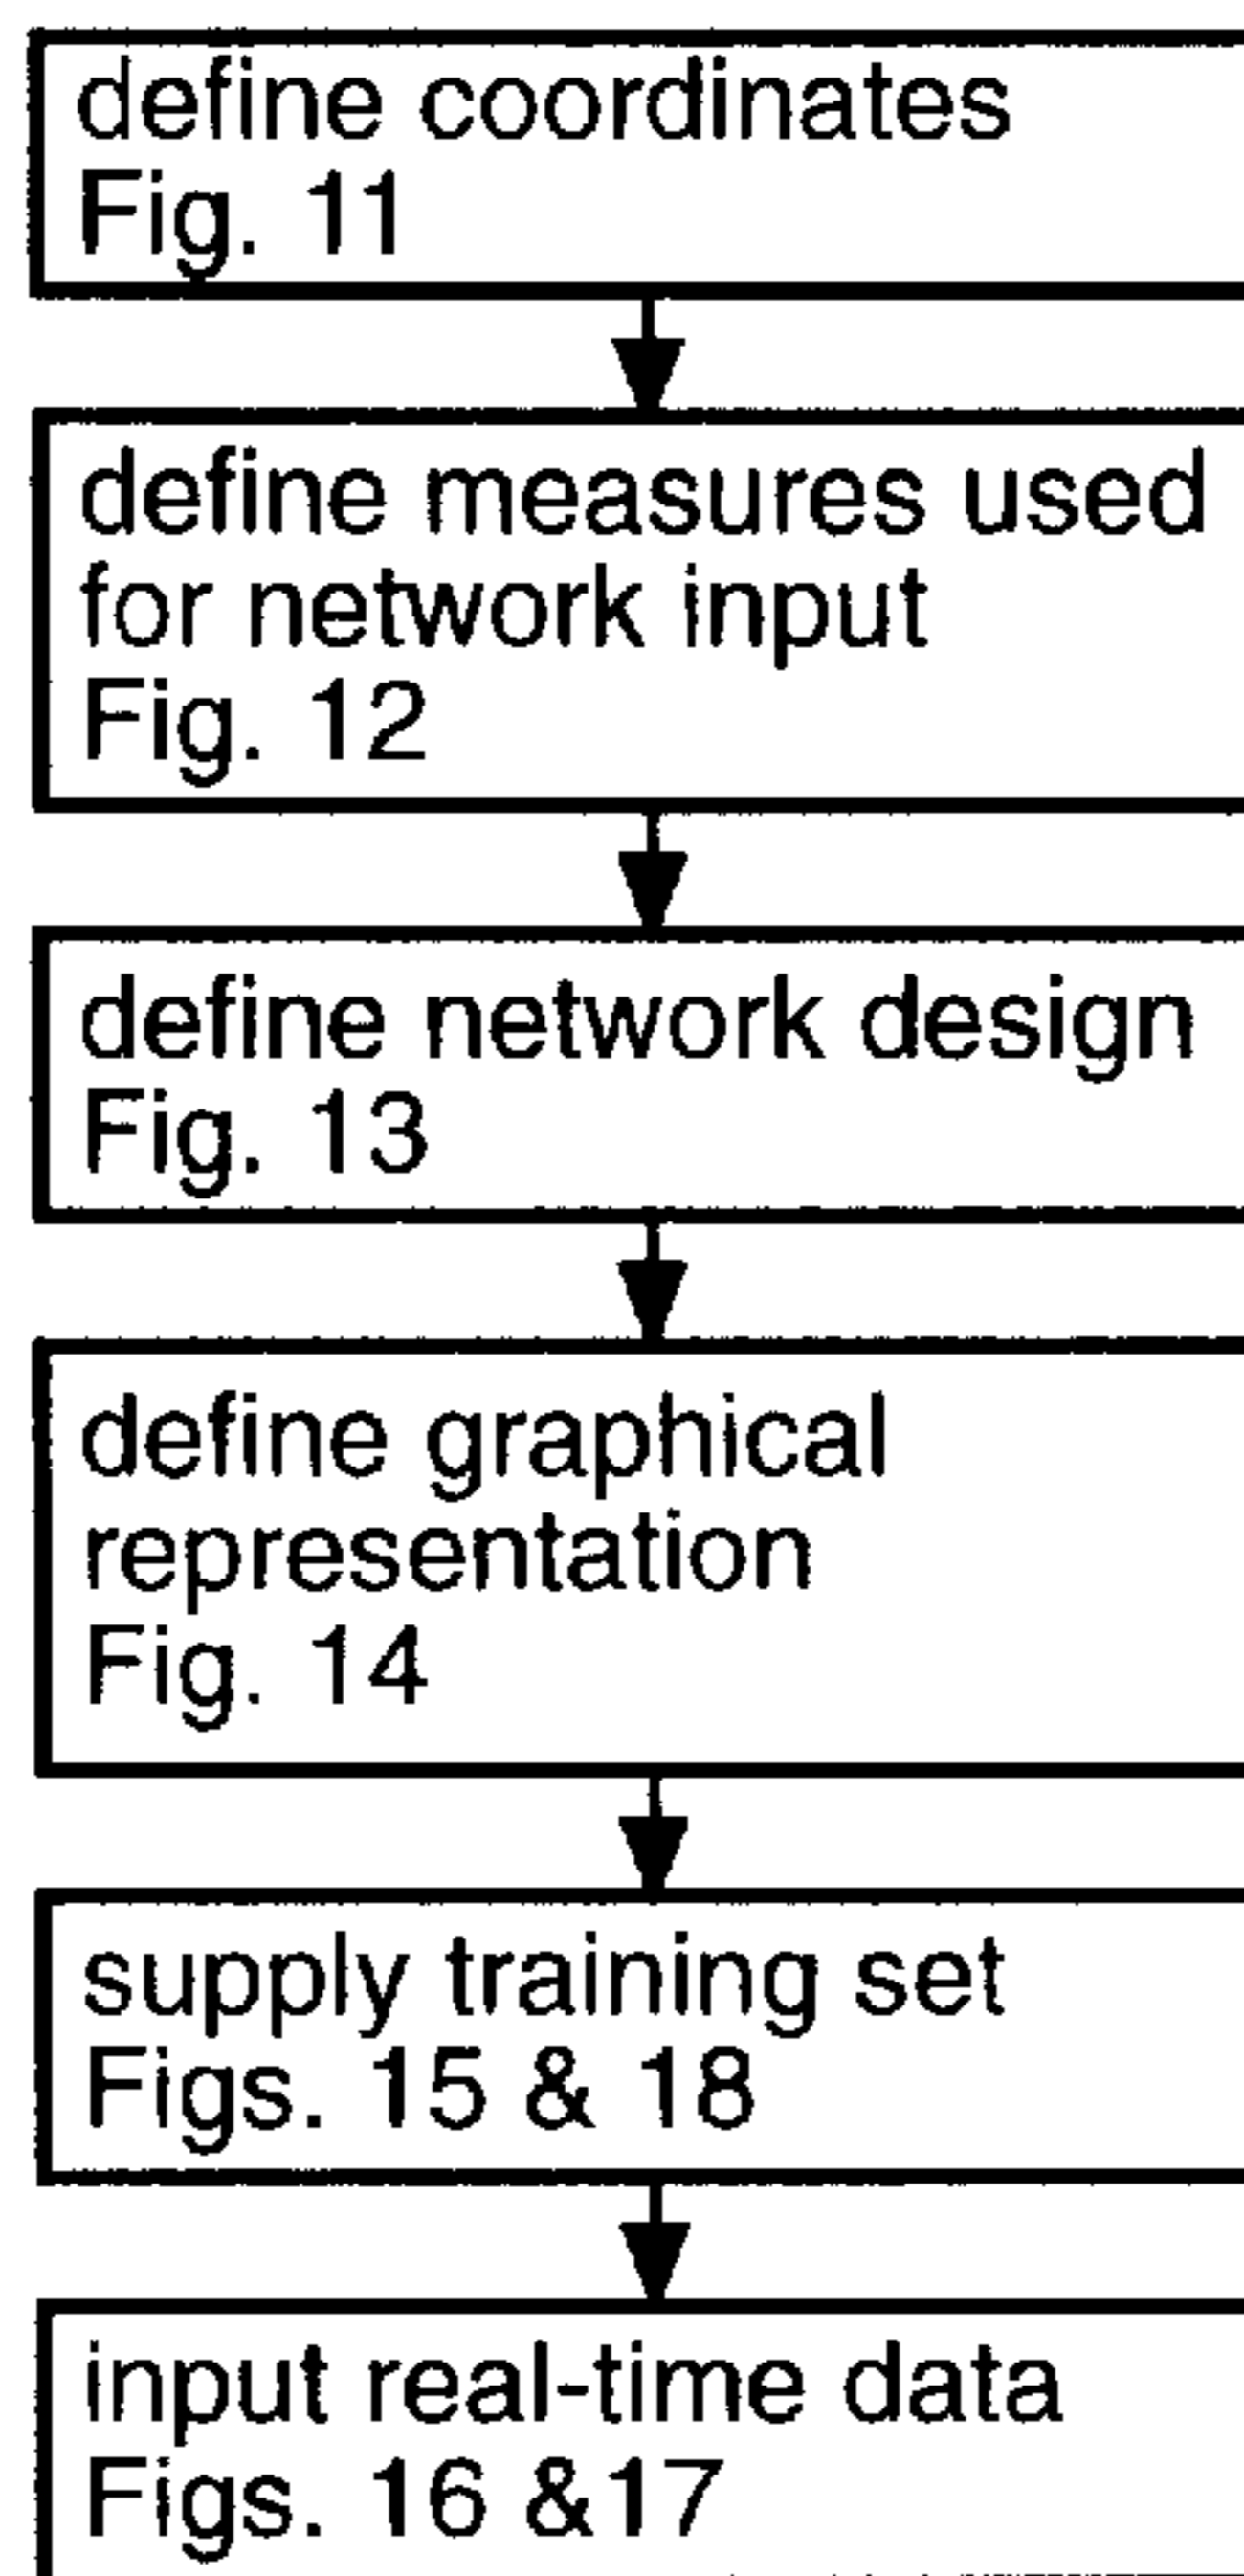 define coordinates
Fig. 11
define measures used
for network input
Fig. 12
define network design
Fig. 13
define graphical
representation
Fig. 14
supply training set
Figs. 15 & 18
input real-time data
Figs. 16 &17